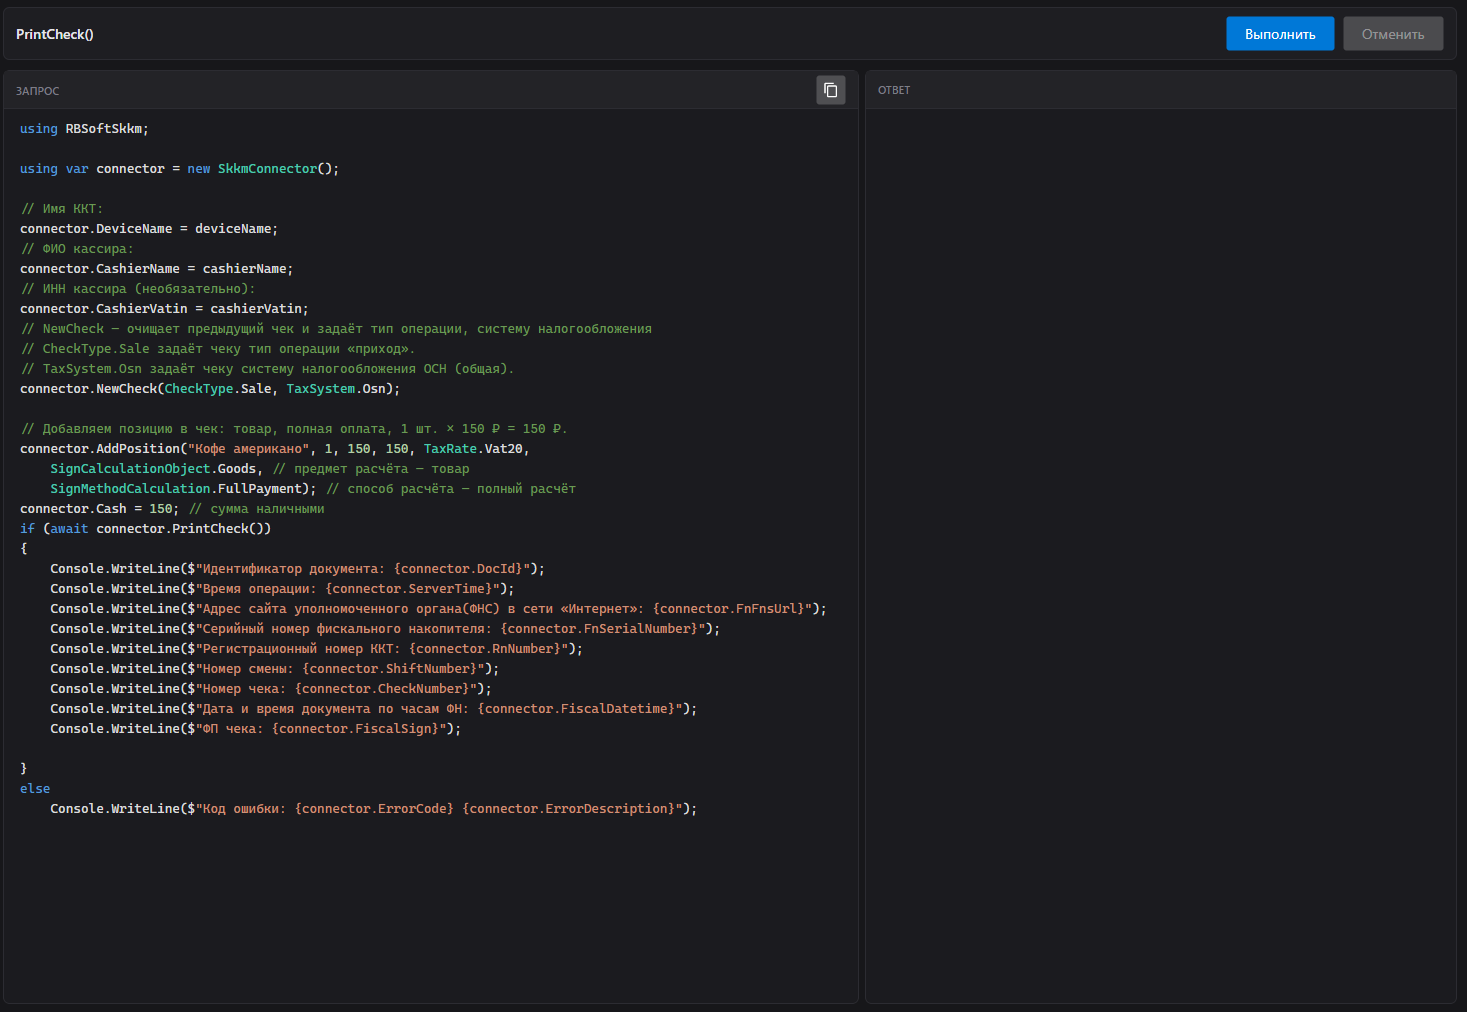 PrintCheck()
Выполнить
Отменить
ЗАПРОС
using RBSoftSkkm;
using var connector = new SkkmConnector();
// Имя ККТ:
connector.DeviceName = deviceName;
// ФИО кассира:
connector.CashierName = cashierName;
// ИНН кассира (необязательно):
connector.CashierVatin = cashierVatin;
// NewCheck — очищает предыдущий чек и задаёт тип операции, систему налогообложения
// CheckType.Sale задаёт чеку тип операции «приход».
// TaxSystem.Osn задаёт чеку систему налогообложения ОСН (общая).
connector.NewCheck(CheckType.Sale, TaxSystem.Osn);
// Добавляем позицию в чек: товар, полная оплата, 1 шт. × 150 ₽ = 150 ₽.
connector.AddPosition("Кофе американо", 1, 150, 150, TaxRate.Vat20,
SignCalculationObject.Goods, // предмет расчёта — товар
SignMethodCalculation.FullPayment); // способ расчёта — полный расчёт
connector.Cash = 150; // сумма наличными
if (await connector.PrintCheck())
{
Console.WriteLine($"Идентификатор документа: {connector.DocId}");
Console.WriteLine($"Время операции: {connector.ServerTime}");
Console.WriteLine($"Адрес сайта уполномоченного органа(ФНС) в сети «Интернет»: {connector.FnFnsUrl}");
Console.WriteLine($"Серийный номер фискального накопителя: {connector.FnSerialNumber}");
Console.WriteLine($"Регистрационный номер ККТ: {connector.RnNumber}");
Console.WriteLine($"Номер смены: {connector.ShiftNumber}");
Console.WriteLine($"Номер чека: {connector.CheckNumber}");
Console.WriteLine($"Дата и время документа по часам ФН: {connector.FiscalDatetime}");
Console.WriteLine($"ФП чека: {connector.FiscalSign}");
}
else
Console.WriteLine($"Код ошибки: {connector.ErrorCode} {connector.ErrorDescription}");
ОТВЕТ